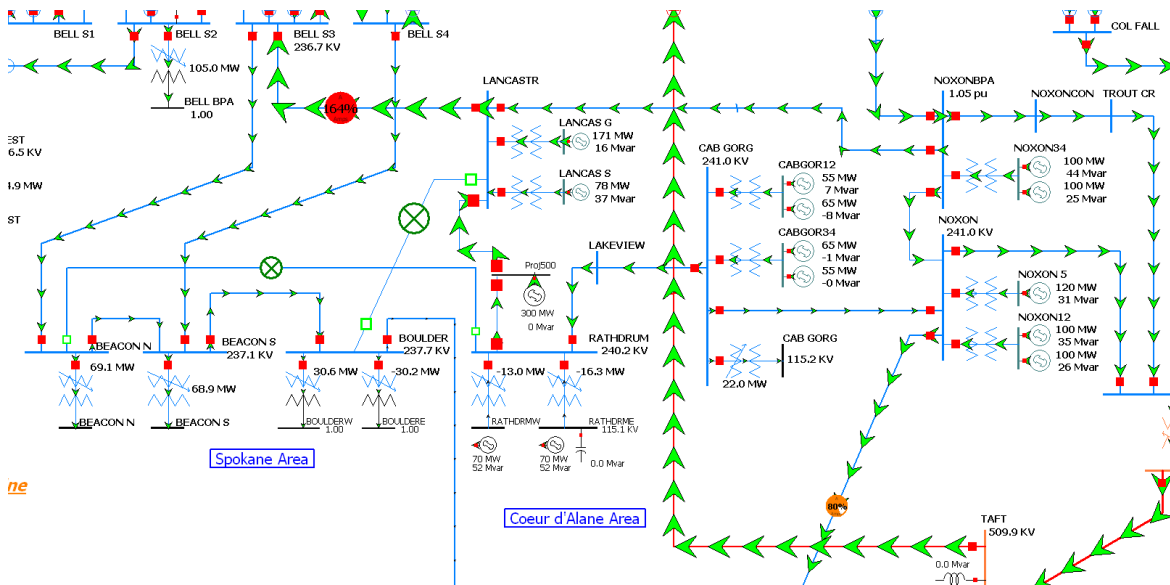 BELL S1
BELL S2
BELL S3
236.7 KV
BELL S4
COL FALL
105.0 MW
BELL BPA
1.00
164%
LANCASTR
NOXONBPA
1.05 pu
NOXONCON
TROUT CR
EST
6.5 KV
4.9 MW
EST
LANCAS G
171 MW
16 Mvar
LANCAS S
78 MW
37 Mvar
CAB GORG
241.0 KV
CABGOR12
55 MW
7 Mvar
65 MW
-8 Mvar
NOXON34
100 MW
44 Mvar
100 MW
25 Mvar
CABGOR34
65 MW
-1 Mvar
55 MW
-0 Mvar
NOXON
241.0 KV
LAKEVIEW
Proj500
300 MW
0 Mvar
NOXON 5
120 MW
31 Mvar
NOXON12
100 MW
35 Mvar
100 MW
26 Mvar
BEACON N
69.1 MW
BEACON S
237.1 KV
68.9 MW
BOULDER
237.7 KV
30.6 MW
-30.2 MW
RATHDRUM
240.2 KV
-13.0 MW
-16.3 MW
CAB GORG
115.2 KV
22.0 MW
BEACON N
BEACON S
BOULDERW
1.00
BOULDERE
1.00
RATHDRMW
RATHDRME
115.1 KV
70 MW
52 Mvar
70 MW
52 Mvar
0.0 Mvar
Spokane Area
ne
Coeur d'Alane Area
80%
TAFT
509.9 KV
0.0 Mvar